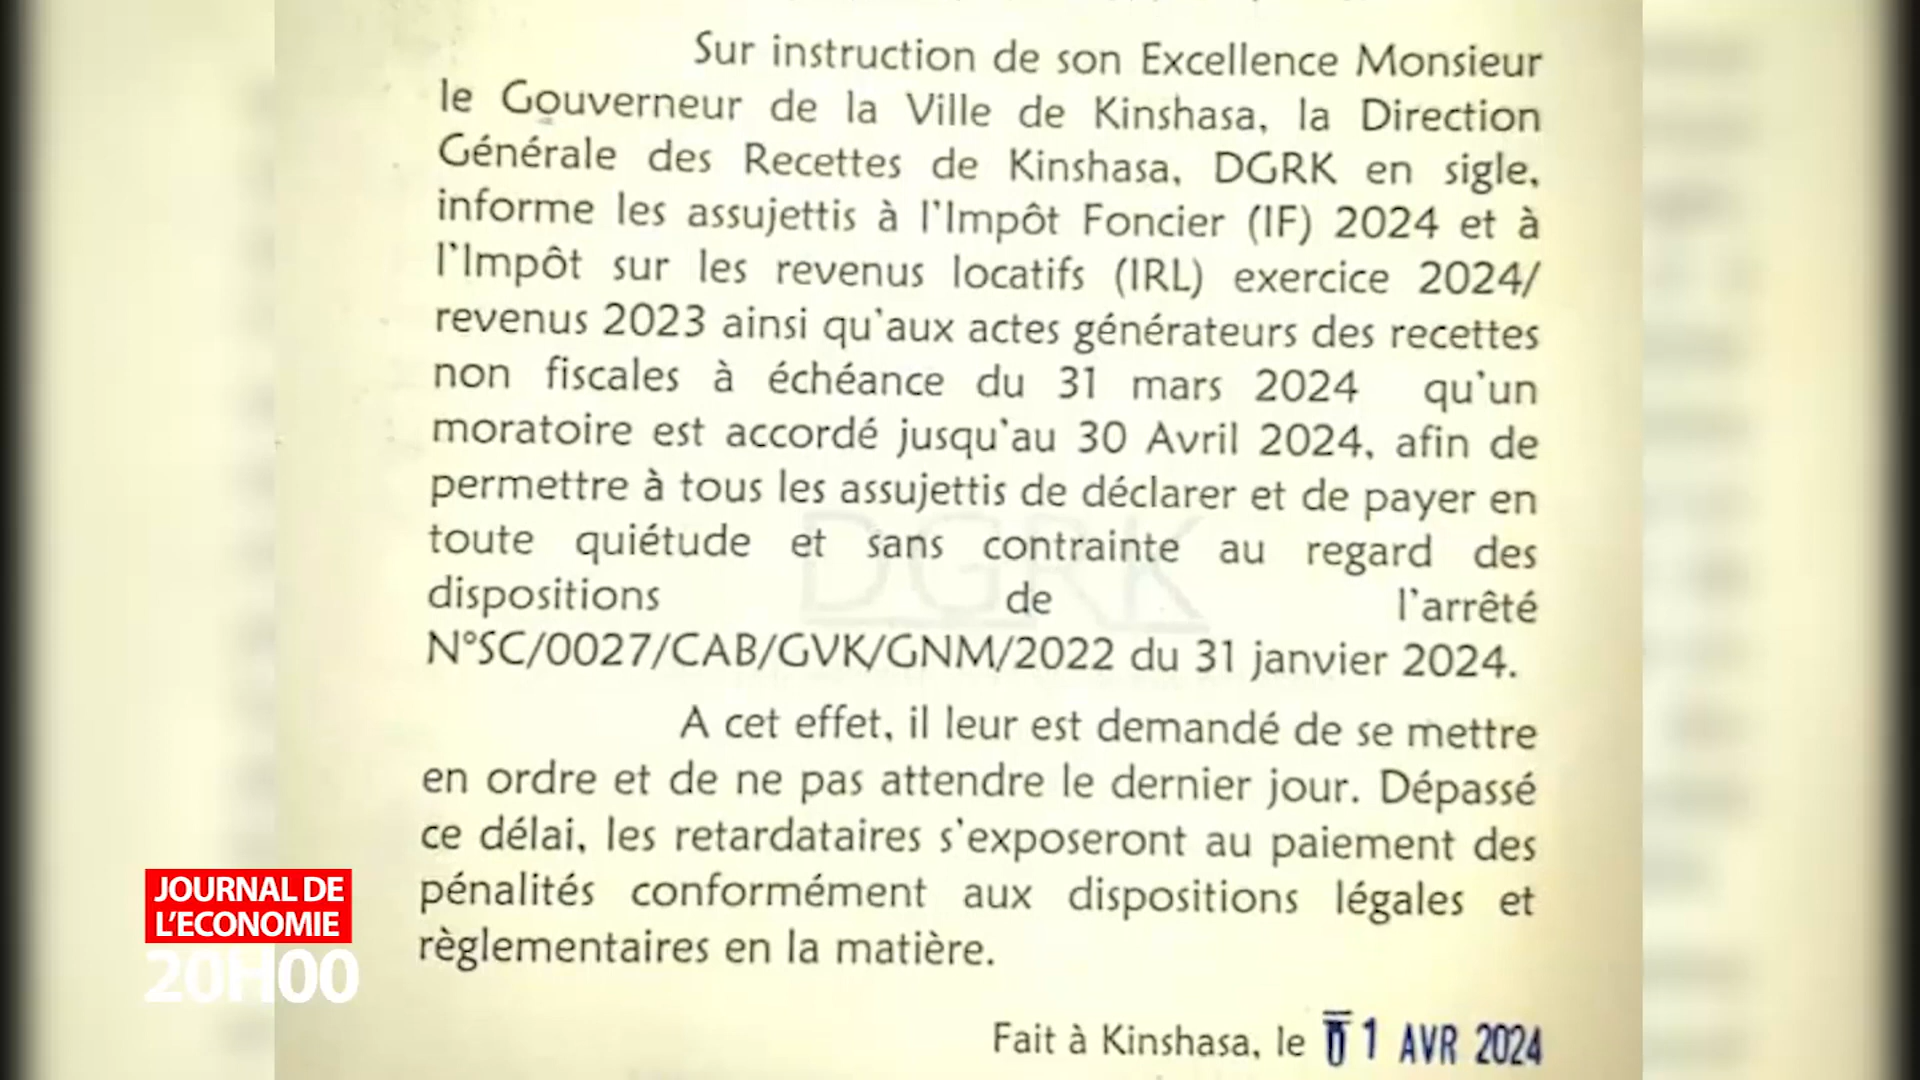 Sur instruction de son Excellence Monsieur
le Gouverneur de la Ville de Kinshasa, la Direction
Générale des Recettes de Kinshasa, DGRK en sigle,
informe les assujettis à l'Impôt Foncier (IF) 2024 et à
l'Impôt sur les revenus locatifs (IRL) exercice 2024/
revenus 2023 ainsi qu'aux actes générateurs des recettes
non fiscales à échéance du 31 mars 2024 qu'un
moratoire est accordé jusqu'au 30 Avril 2024, afin de
permettre à tous les assujettis de déclarer et de payer en
toute quiétude et sans contrainte au regard des
dispositions de l'arrêté
N°SC/0027/CAB/GVK/GNM/2022 du 31 janvier 2024.
A cet effet, il leur est demandé de se mettre
en ordre et de ne pas attendre le dernier jour. Dépassé
ce délai, les retardataires s'exposeront au paiement des
pénalités conformément aux dispositions légales et
règlementaires en la matière.
Fait à Kinshasa, le 01 AVR 2024
DGRK
JOURNAL DE
L'ECONOMIE
20H00